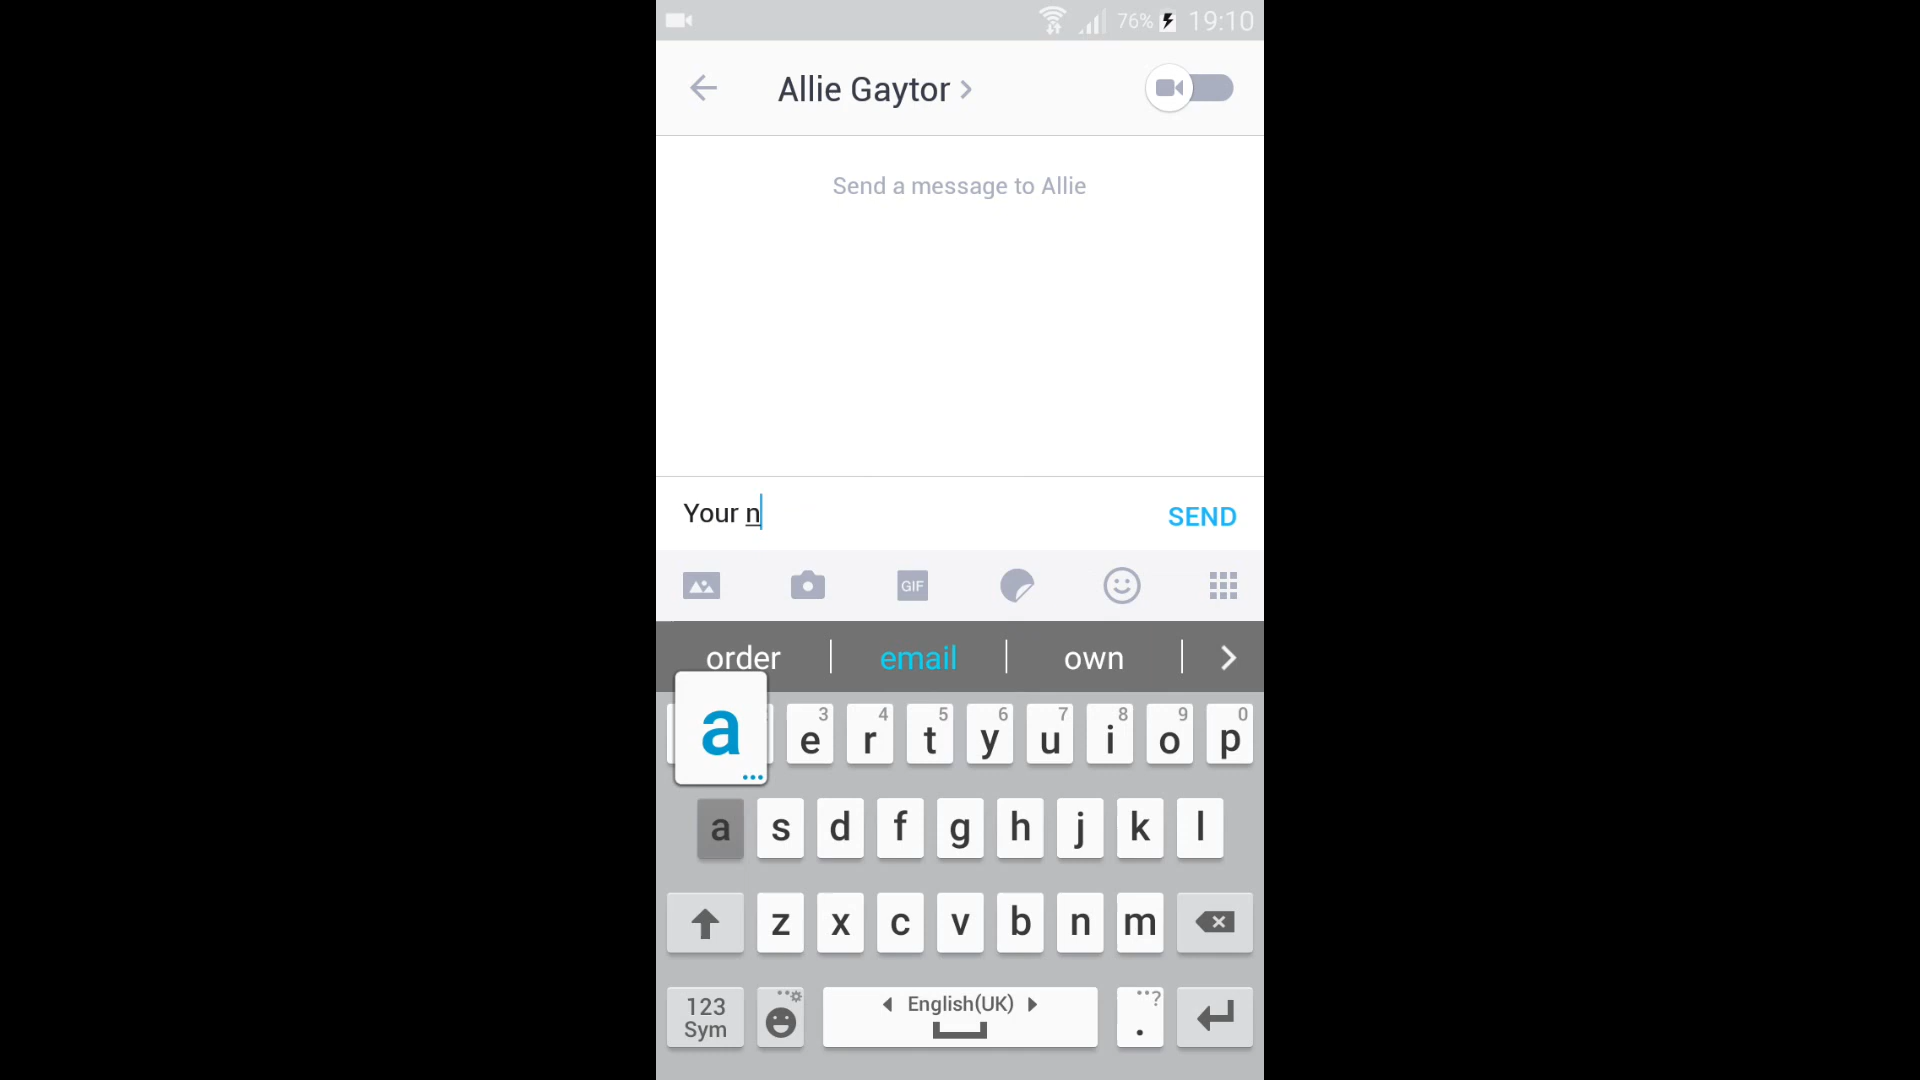 76% 19:10
Allie Gaytor
Send a message to Allie
Your n
SEND
GIF
order email own
a
3 4 5 6 7 8 9 0
e r t y u i o p
a s d f g h j k l
z x c v b n m
123 Sym
English(UK)
? .